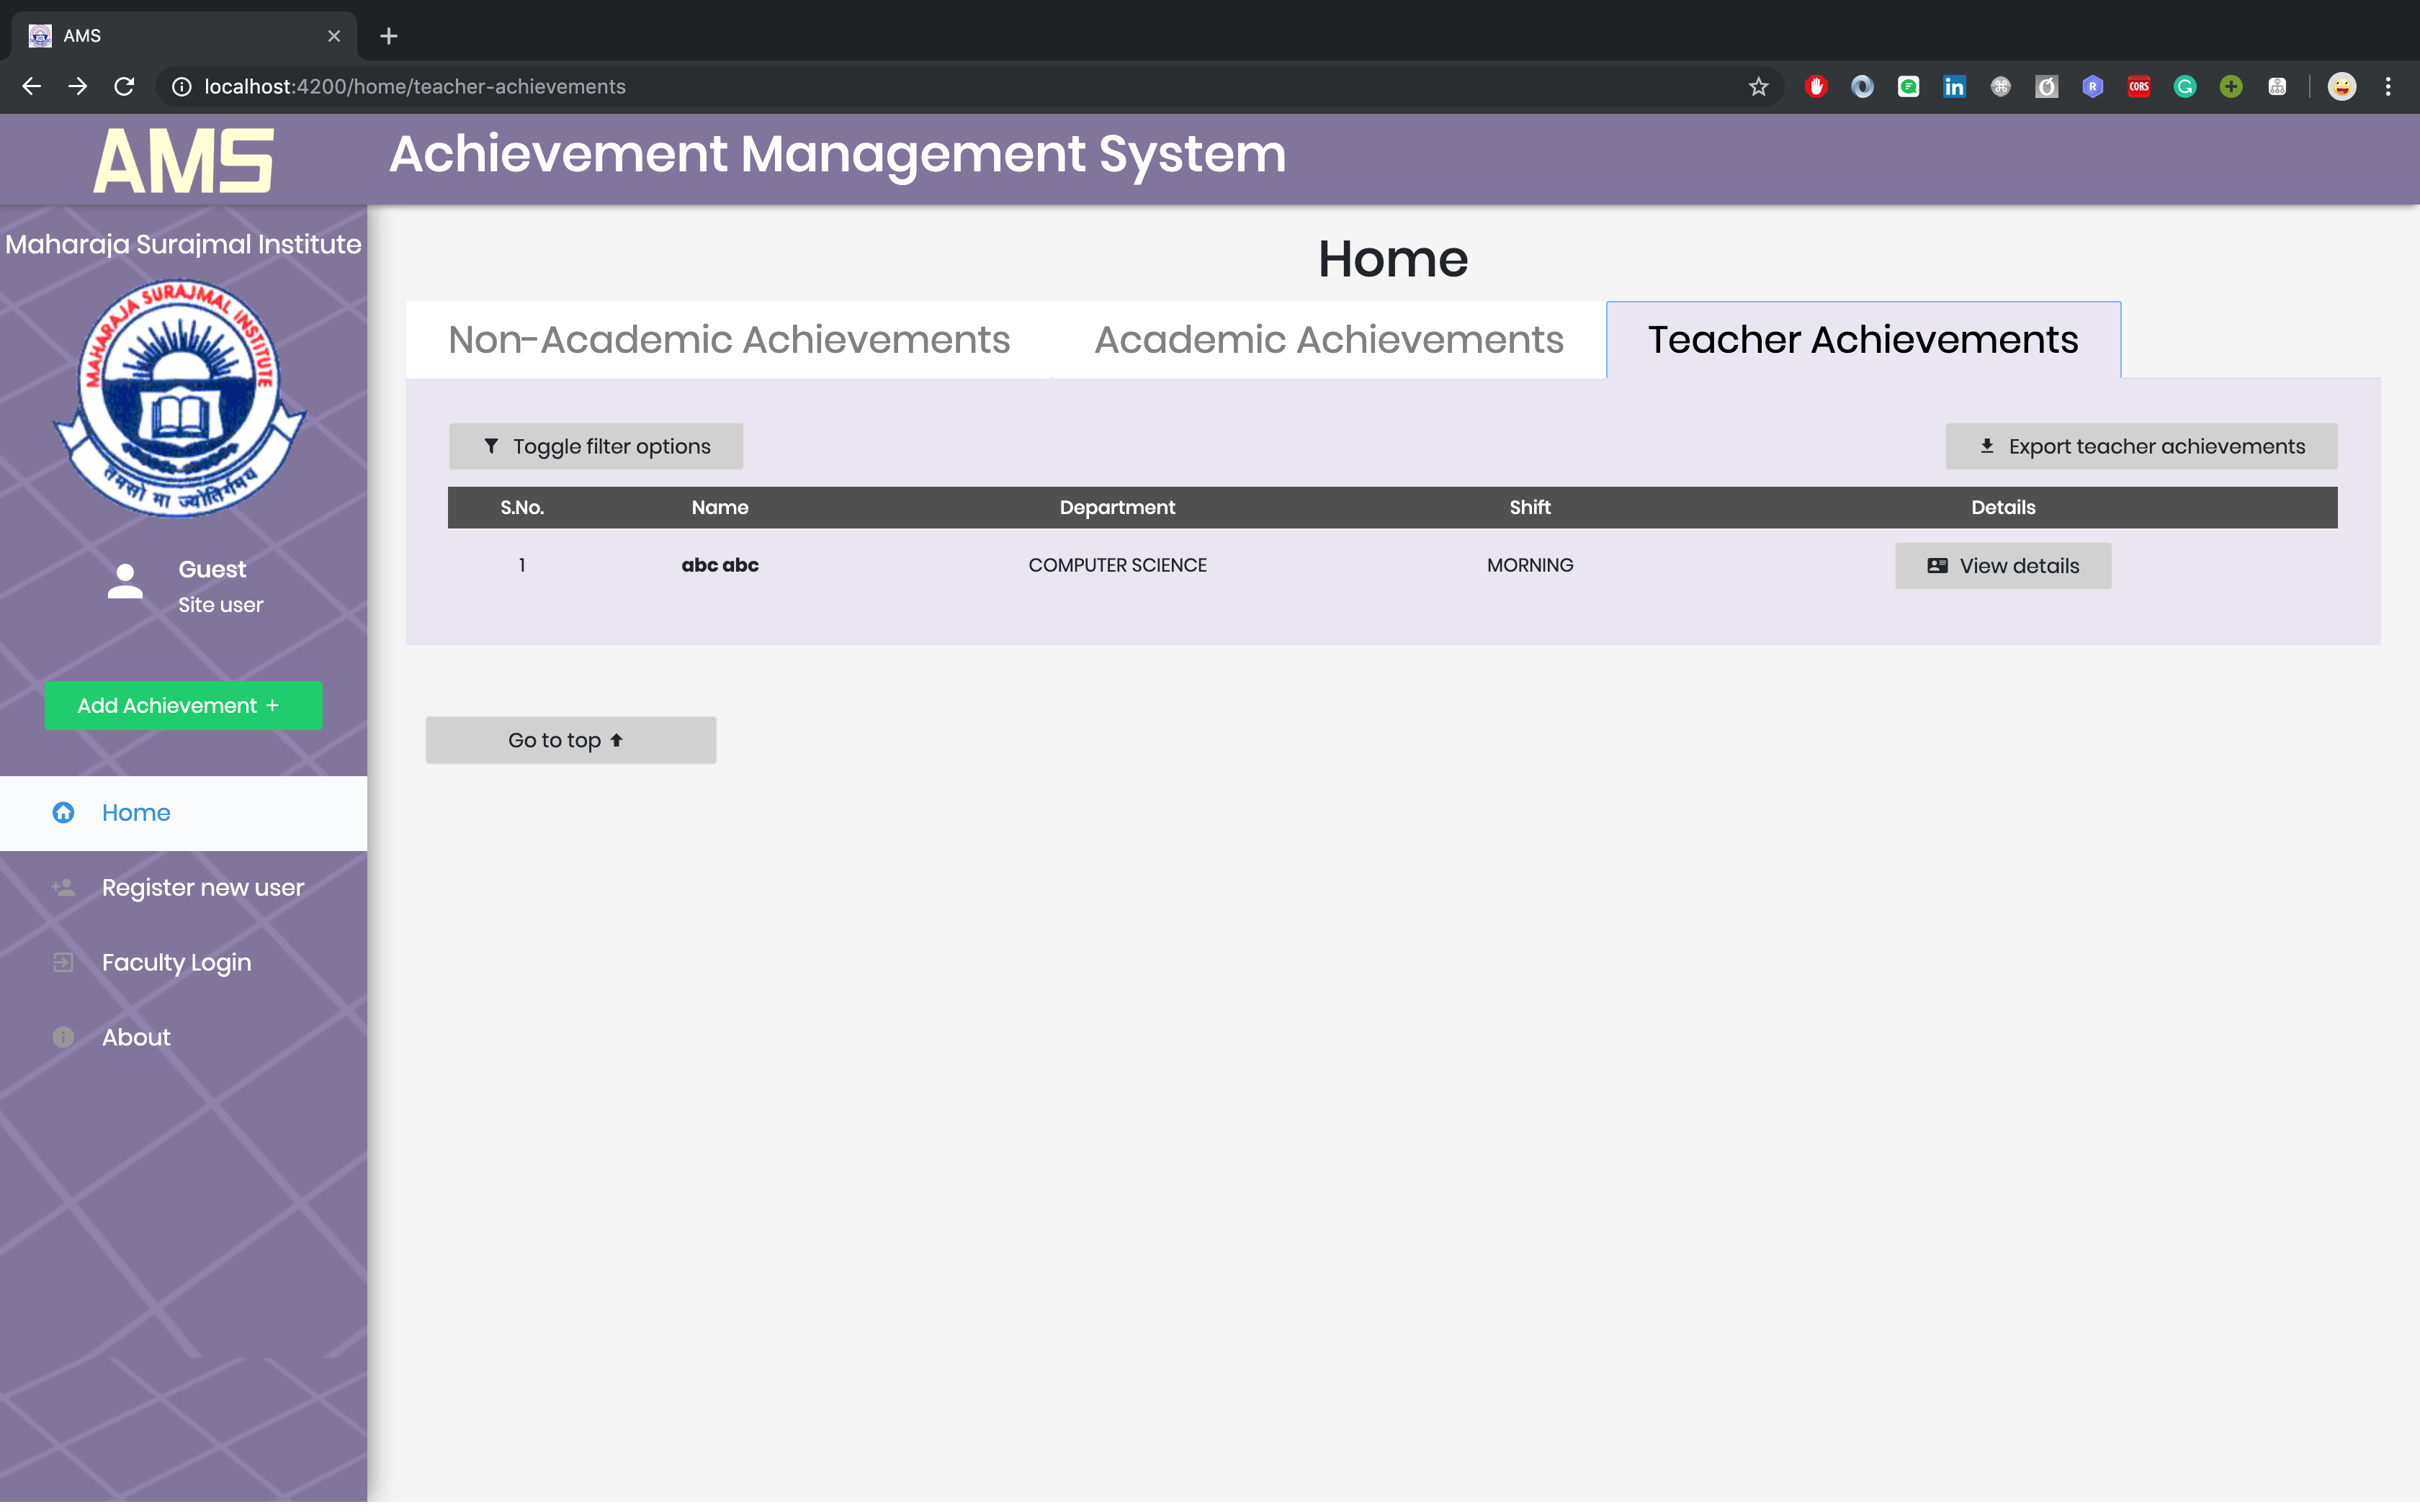 AMS
localhost:4200/home/teacher-achievements
AMS
Achievement Management System
Maharaja Surajmal Institute
MAHARAJA SURAJMAL INSTITUTE
तमसो मा ज्योतिर्गमय
Guest
Site user
Add Achievement +
Home
Register new user
Faculty Login
About
Home
Non-Academic Achievements
Academic Achievements
Teacher Achievements
Toggle filter options
Export teacher achievements
S.No. Name Department Shift Details
1 abc abc COMPUTER SCIENCE MORNING View details
Go to top